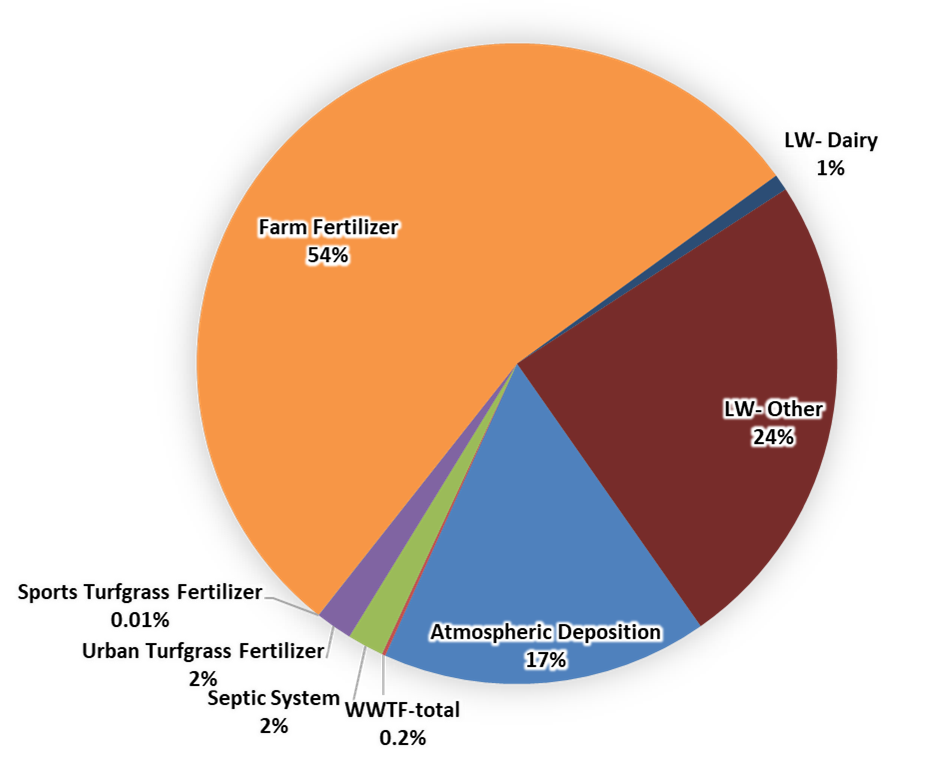 LW- Dairy
1%
Farm Fertilizer
54%
LW- Other
24%
Sports Turfgrass Fertilizer
0.01%
Urban Turfgrass Fertilizer
2%
Septic System
2%
WWTF-total
0.2%
Atmospheric Deposition
17%